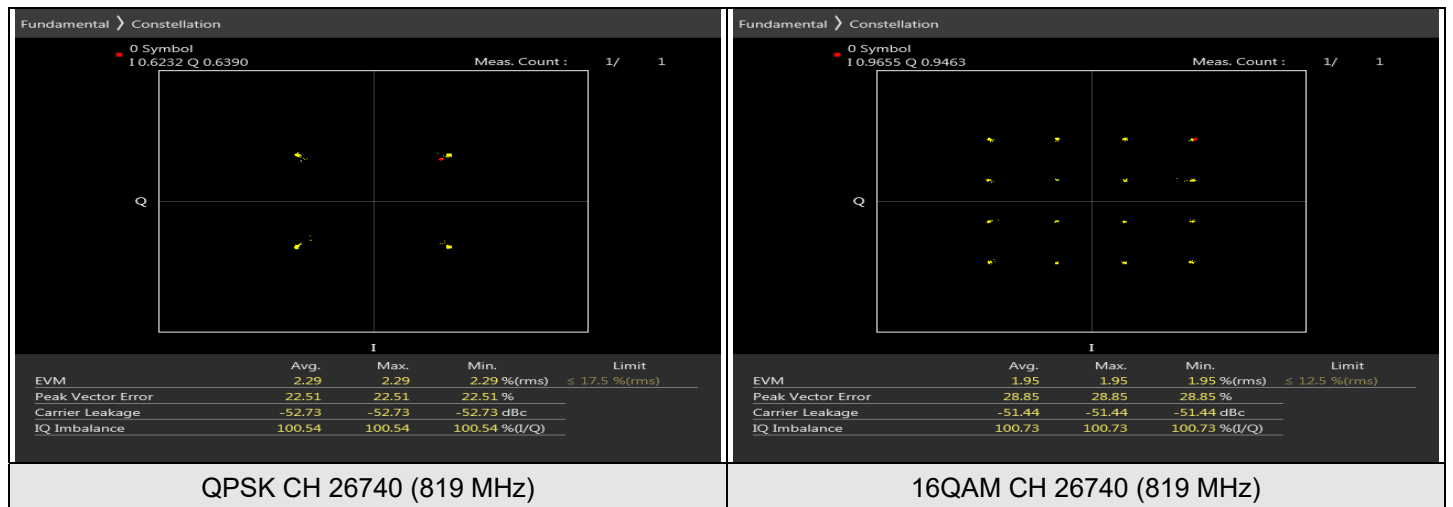 Fundamental ❯ Constellation
0 Symbol
I 0.6232 Q 0.6390 Meas. Count : 1/ 1
Q
I
Avg. Max. Min. Limit
EVM 2.29 2.29 2.29 %(rms) ≤ 17.5 %(rms)
Peak Vector Error 22.51 22.51 22.51 %
Carrier Leakage -52.73 -52.73 -52.73 dBc
IQ Imbalance 100.54 100.54 100.54 %(I/Q)
QPSK CH 26740 (819 MHz)
Fundamental ❯ Constellation
0 Symbol
I 0.9655 Q 0.9463 Meas. Count : 1/ 1
Q
I
Avg. Max. Min. Limit
EVM 1.95 1.95 1.95 %(rms) ≤ 12.5 %(rms)
Peak Vector Error 28.85 28.85 28.85 %
Carrier Leakage -51.44 -51.44 -51.44 dBc
IQ Imbalance 100.73 100.73 100.73 %(I/Q)
16QAM CH 26740 (819 MHz)